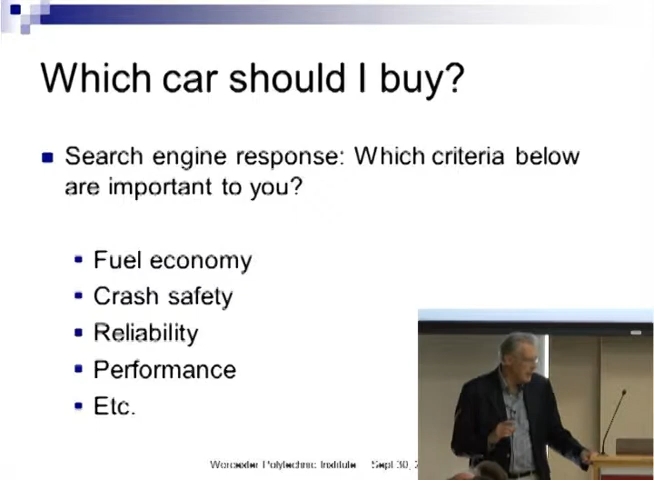 Which car should I buy?
Search engine response: Which criteria below
are important to you?
Fuel economy
Crash safety
Reliability
Performance
Etc.
Worcester Polytechnic Institute Sept 30,